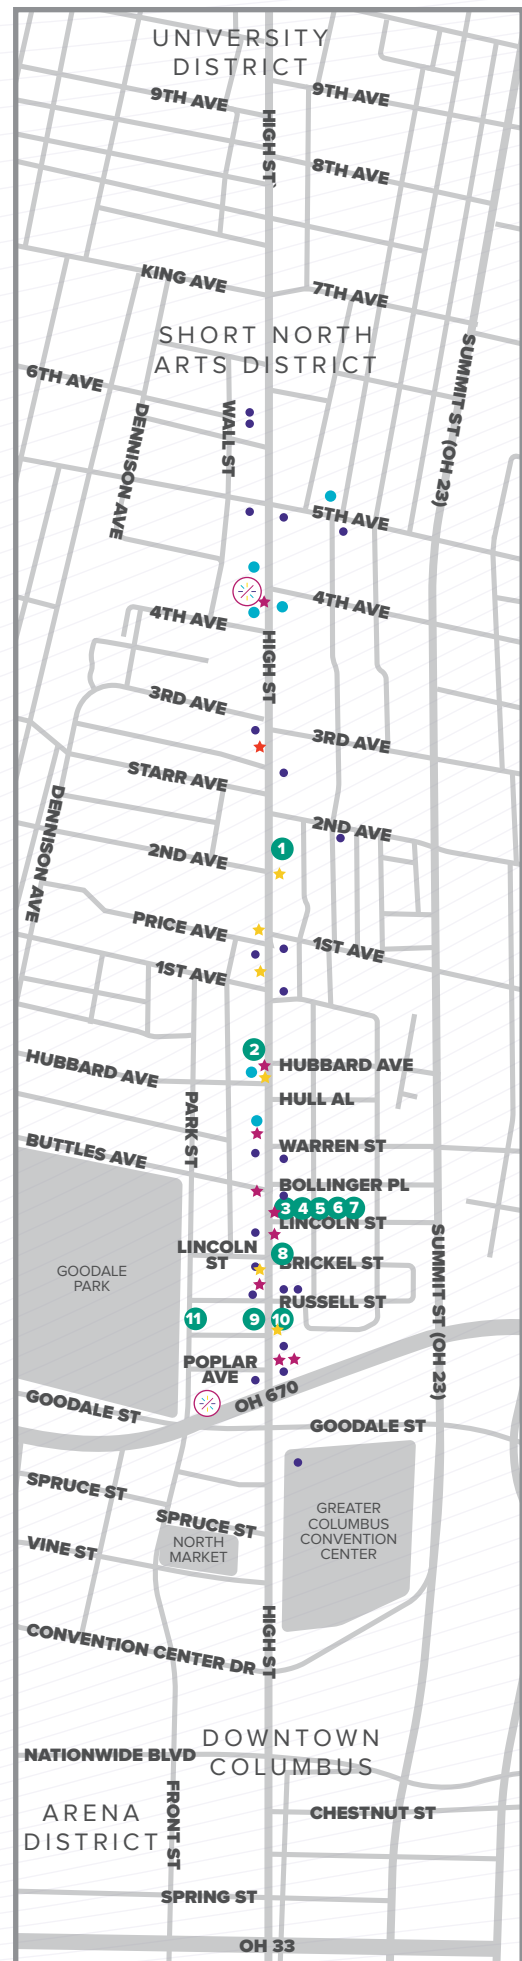 UNIVERSITY
DISTRICT
9TH AVE
9TH AVE
HIGH ST
8TH AVE
KING AVE
7TH AVE
SHORT NORTH
ARTS DISTRICT
6TH AVE
SUMMIT ST (OH 23)
DENNISON AVE
WALL ST
5TH AVE
4TH AVE
4TH AVE
HIGH ST
3RD AVE
3RD AVE
STARR AVE
DENNISON AVE
2ND AVE
1
2ND AVE
PRICE AVE
1ST AVE
1ST AVE
2
HUBBARD AVE
HUBBARD AVE
HULL AL
PARK ST
WARREN ST
BUTTLES AVE
BOLLINGER PL
3 4 5 6 7
LINCOLN ST
LINCOLN
ST
8
BRICKEL ST
GOODALE
PARK
SUMMIT ST (OH 23)
RUSSELL ST
11
9
10
POPLAR
AVE
OH 670
GOODALE ST
GOODALE ST
SPRUCE ST
SPRUCE ST
GREATER
COLUMBUS
CONVENTION
CENTER
NORTH
MARKET
VINE ST
HIGH ST
CONVENTION CENTER DR
DOWNTOWN
COLUMBUS
NATIONWIDE BLVD
FRONT ST
ARENA
DISTRICT
CHESTNUT ST
SPRING ST
OH 33